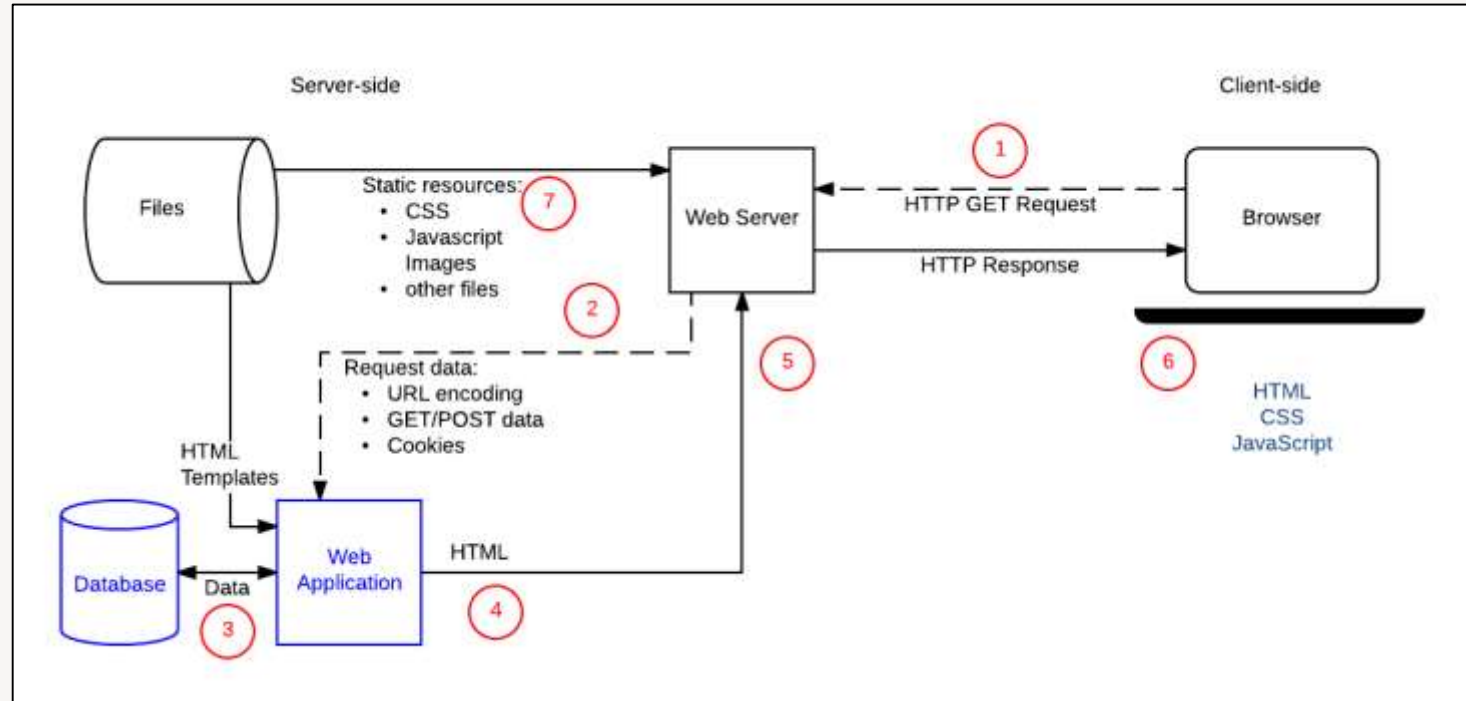 Server-side
Client-side
Files
Static resources:
• CSS
• Javascript
Images
• other files
7
Web Server
1
HTTP GET Request
HTTP Response
Browser
2
Request data:
• URL encoding
• GET/POST data
• Cookies
5
6
HTML
CSS
JavaScript
HTML
Templates
Database
Data
3
Web
Application
HTML
4